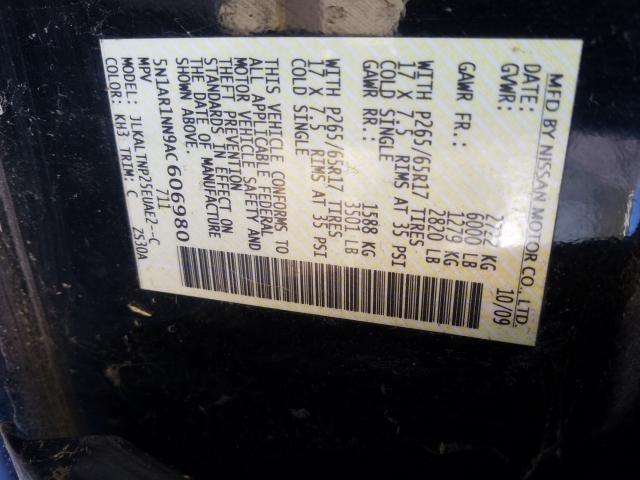 MFD BY NISSAN MOTOR CO., LTD.
DATE: 10/09
GVWR: 2722 KG
6000 LB
GAWR FR.: 1279 KG
2820 LB
WITH P265/65R17 TIRES
17 X 7.5 RIMS AT 35 PSI
COLD SINGLE
GAWR RR.: 1588 KG
3501 LB
WITH P265/65R17 TIRES
17 X 7.5 RIMS AT 35 PSI
COLD SINGLE
THIS VEHICLE CONFORMS TO
ALL APPLICABLE FEDERAL
MOTOR VEHICLE SAFETY AND
THEFT PREVENTION
STANDARDS IN EFFECT ON
THE DATE OF MANUFACTURE
SHOWN ABOVE.
5N1AR1NN9AC606980
MPV 711
MODEL: JLKALTNP25EUAE2--C
COLOR: KH3 TRIM: C ZS30A